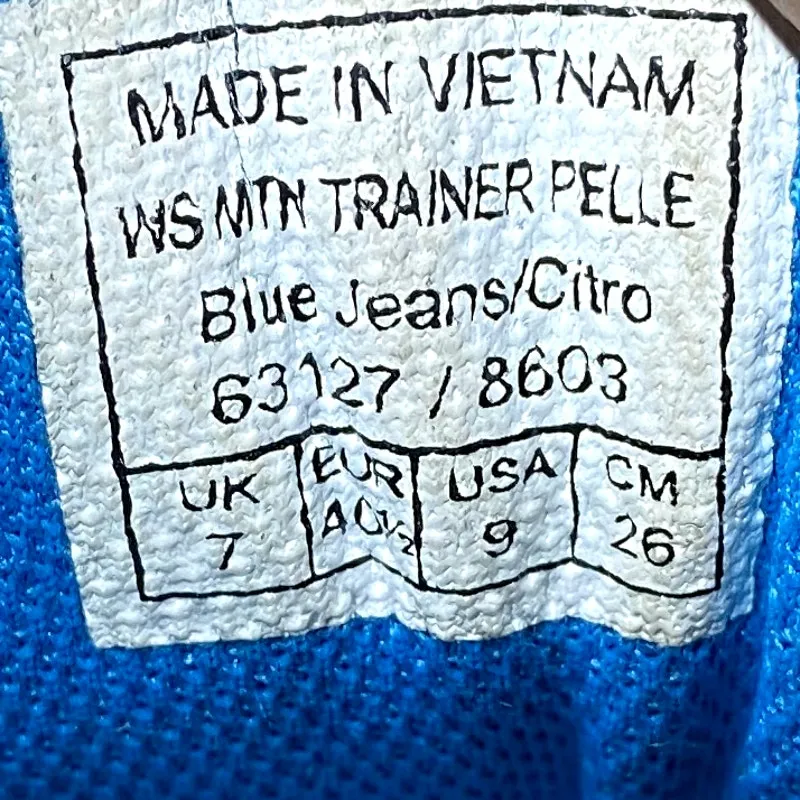 MADE IN VIETNAM
WS MTN TRAINER PELLE
Blue Jeans/Citro
63127 / 8603
UK EUR USA CM
7 40½ 9 26